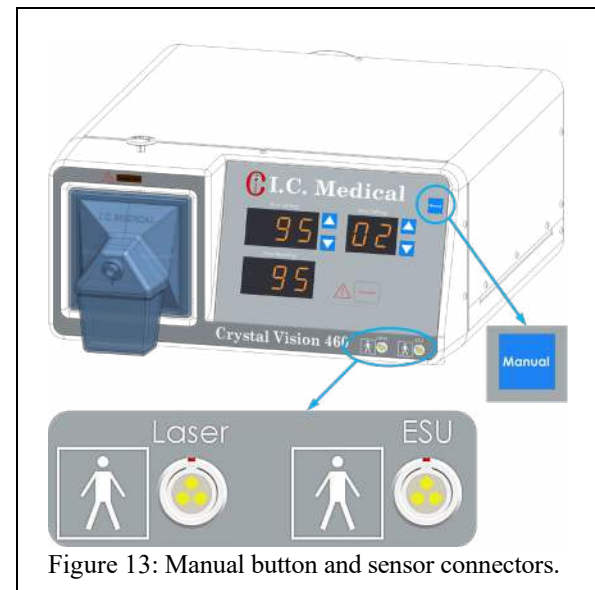 I.C. Medical
95
02
95
Crystal Vision 460
Manual
Laser
ESU
Figure 13: Manual button and sensor connectors.